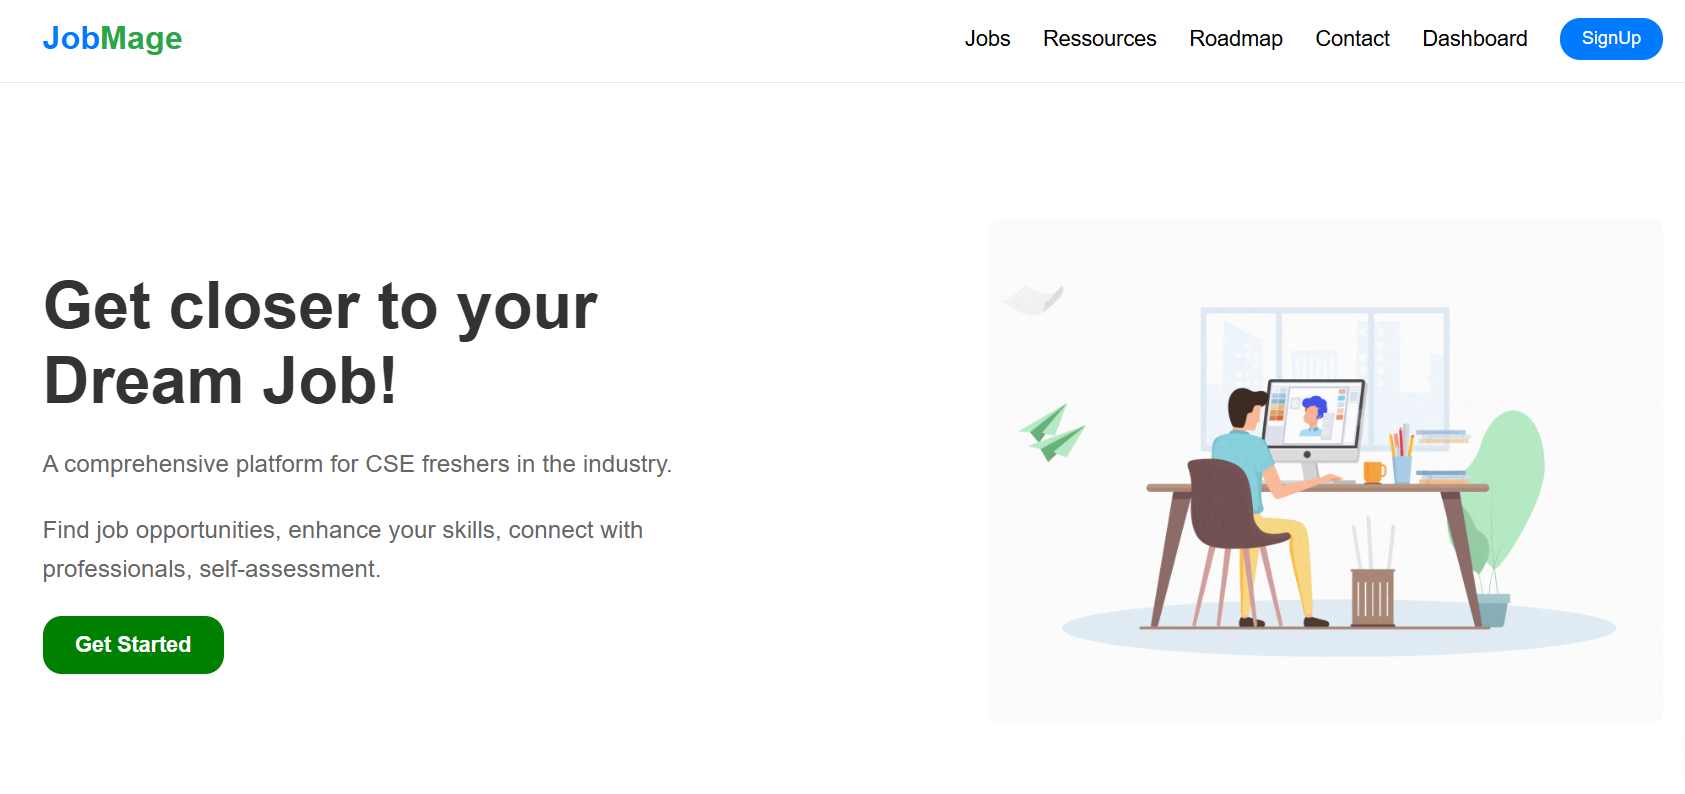 JobMage
Jobs Ressources Roadmap Contact Dashboard SignUp
Get closer to your
Dream Job!
A comprehensive platform for CSE freshers in the industry.
Find job opportunities, enhance your skills, connect with
professionals, self-assessment.
Get Started